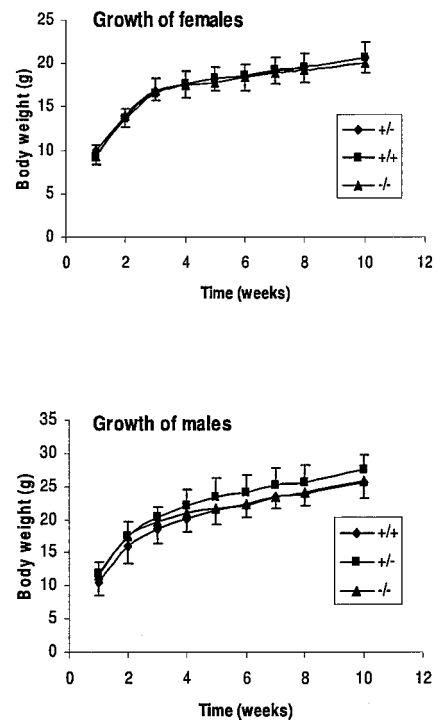 Growth of females
25
20
15
10
5
0
Body weight (g)
+/-
+/+
-/-
0 2 4 6 8 10 12
Time (weeks)
Growth of males
35
30
25
20
15
10
5
0
Body weight (g)
+/+
+/-
-/-
0 2 4 6 8 10 12
Time (weeks)